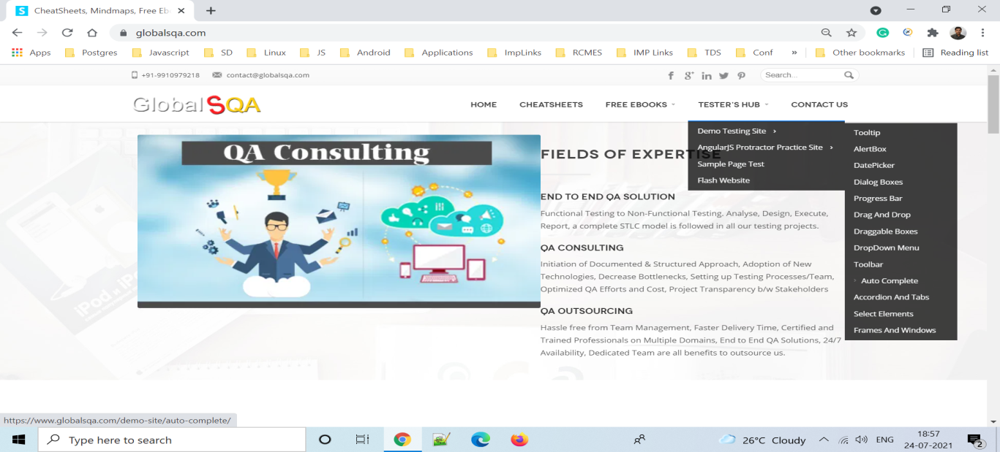 CheatSheets, Mindmaps, Free Eb
globalsqa.com
Apps Postgres Javascript SD Linux JS Android Applications ImpLinks RCMES IMP Links TDS Conf » Other bookmarks Reading list
+91-9910979218 contact@globalsqa.com
Search...
GlobalSQA
HOME CHEATSHEETS FREE EBOOKS TESTER'S HUB CONTACT US
Demo Testing Site ›
AngularJS Protractor Practice Site ›
Sample Page Test
Flash Website
Tooltip
AlertBox
DatePicker
Dialog Boxes
Progress Bar
Drag And Drop
Draggable Boxes
DropDown Menu
Toolbar
Auto Complete
Accordion And Tabs
Select Elements
Frames And Windows
QA Consulting
FIELDS OF EXPERTISE
END TO END QA SOLUTION
Functional Testing to Non-Functional Testing. Analyse, Design, Execute,
Report, a complete STLC model is followed in all our testing projects.
QA CONSULTING
Initiation of Documented & Structured Approach, Adoption of New
Technologies, Decrease Bottlenecks, Setting up Testing Processes/Team,
Optimized QA Efforts and Cost, Project Transparency b/w Stakeholders
QA OUTSOURCING
Hassle free from Team Management, Faster Delivery Time, Certified and
Trained Professionals on Multiple Domains, End to End QA Solutions, 24/7
Availability, Dedicated Team are all benefits to outsource us.
iPod x iPo
https://www.globalsqa.com/demo-site/auto-complete/
Type here to search
26°C Cloudy
ENG
18:57
24-07-2021
2